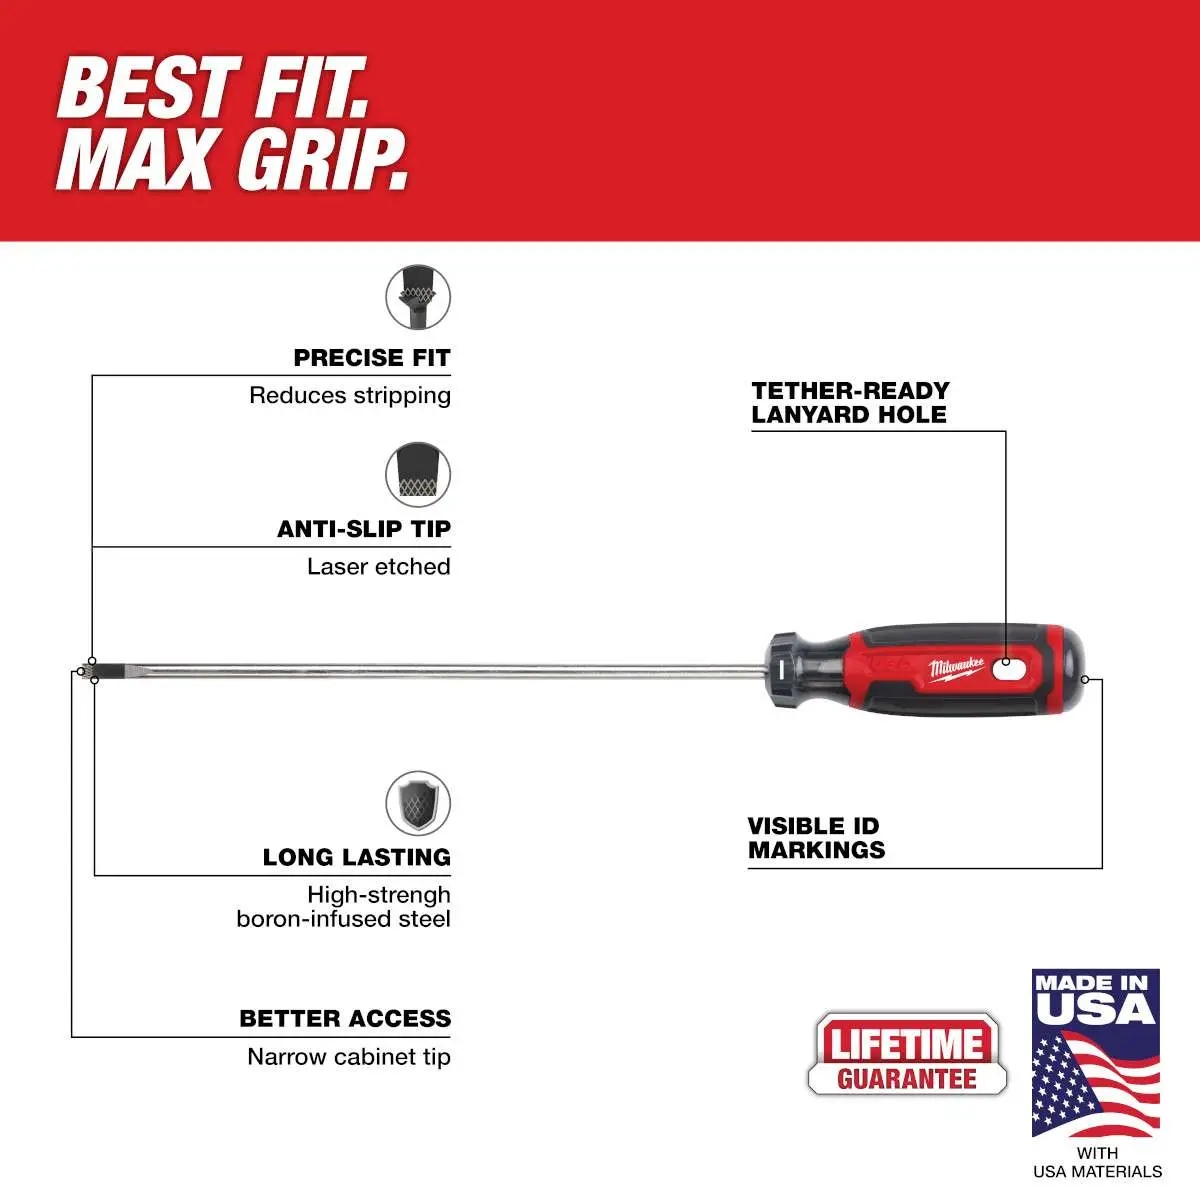 BEST FIT.
MAX GRIP.
PRECISE FIT
Reduces stripping
ANTI-SLIP TIP
Laser etched
TETHER-READY
LANYARD HOLE
USA
Milwaukee
LONG LASTING
High-strengh
boron-infused steel
VISIBLE ID
MARKINGS
BETTER ACCESS
Narrow cabinet tip
LIFETIME
GUARANTEE
MADE IN
USA
WITH
USA MATERIALS